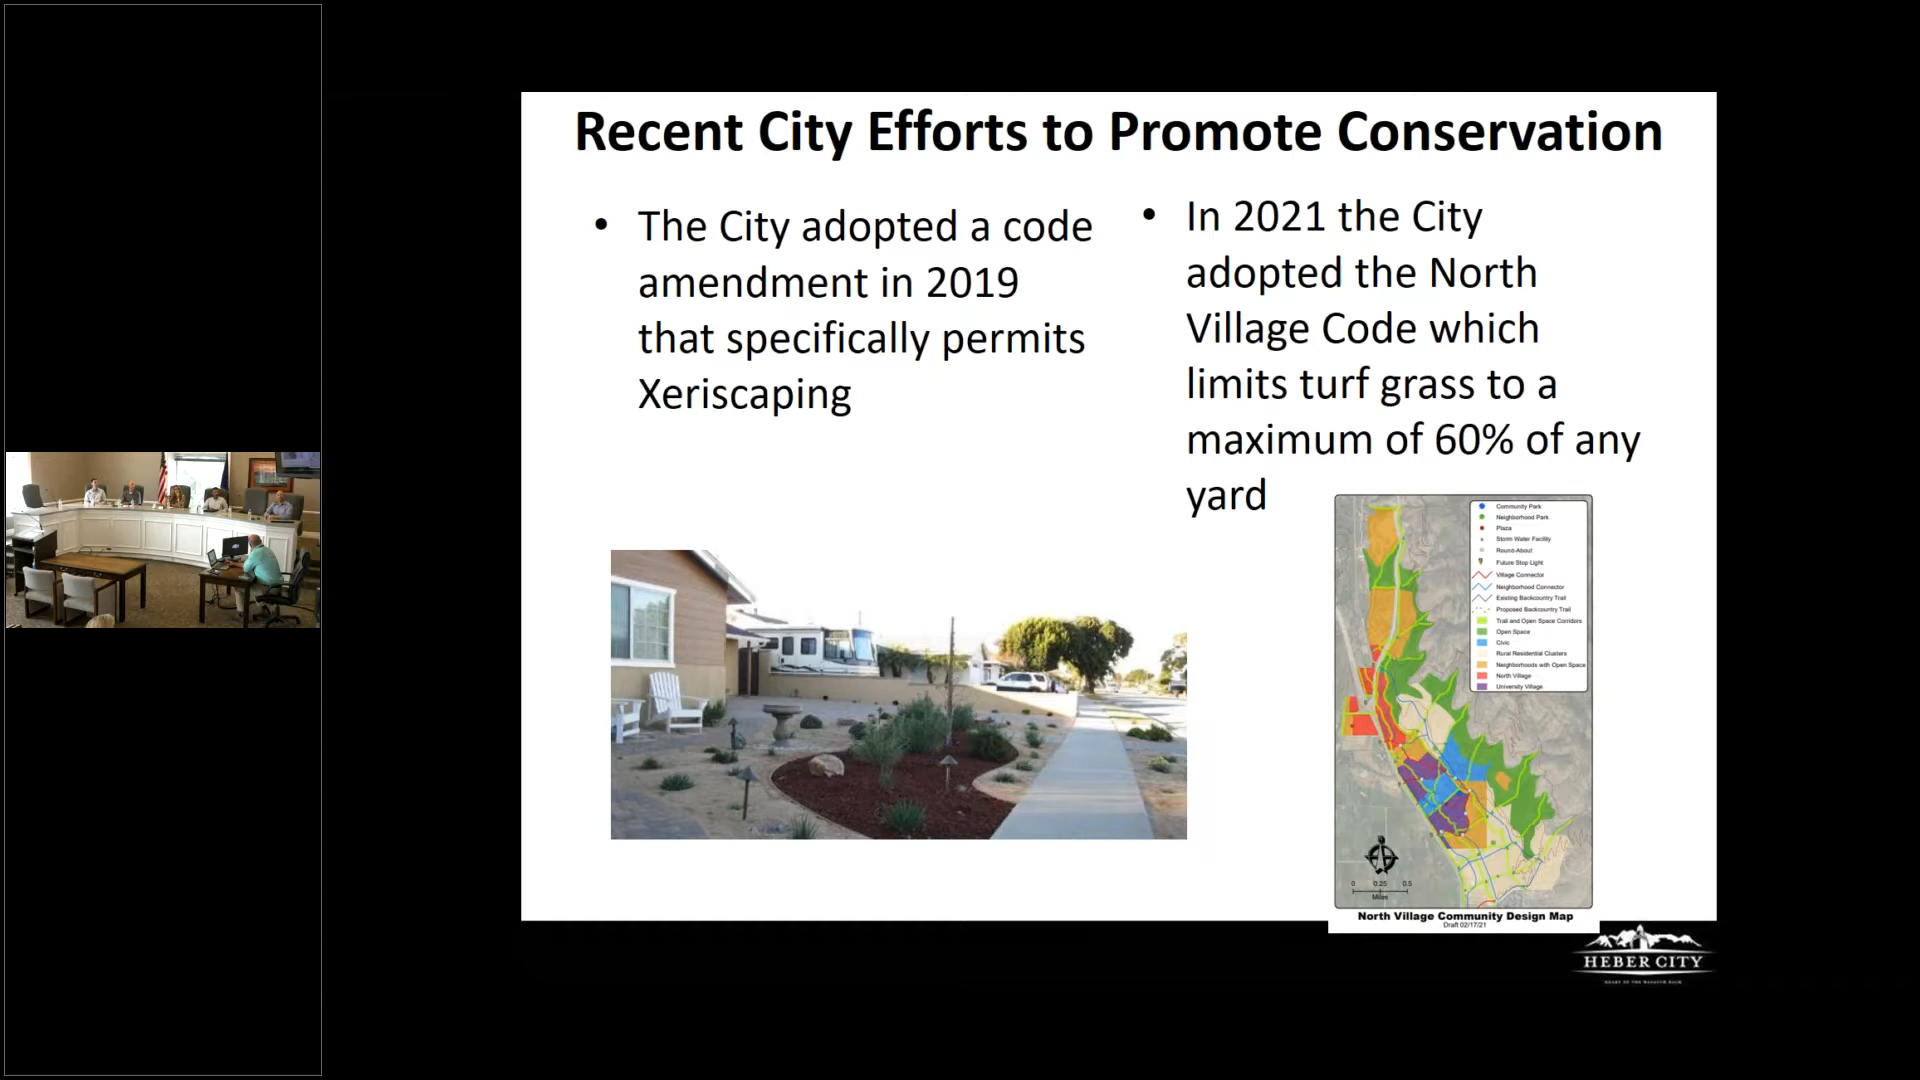 Recent City Efforts to Promote Conservation
• The City adopted a code
amendment in 2019
that specifically permits
Xeriscaping
• In 2021 the City
adopted the North
Village Code which
limits turf grass to a
maximum of 60% of any
yard
Community Park
Neighborhood Park
Plaza
Storm Water Facility
Round-About
Future Stop Light
Village Connector
Neighborhood Connector
Existing Backcountry Trail
Proposed Backcountry Trail
Trail and Open Space Corridors
Open Space
Civic
Rural Residential Clusters
Neighborhoods with Open Space
North Village
University Village
0 0.25 0.5
Miles
North Village Community Design Map
Draft 02/17/21
HEBER CITY